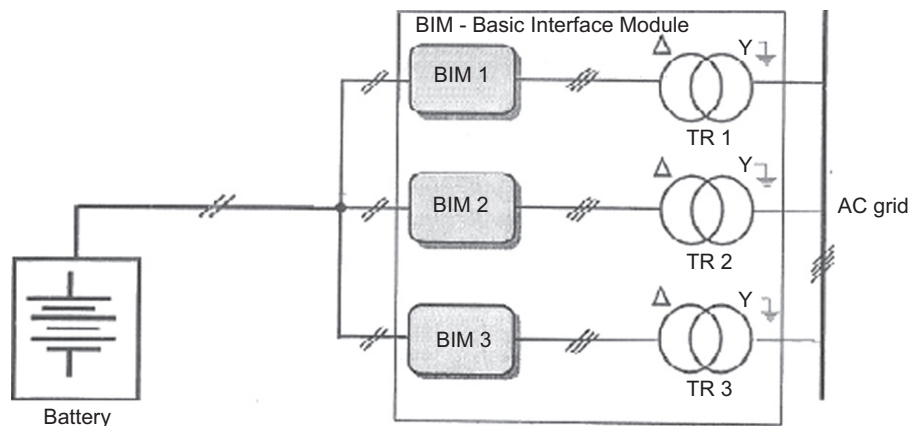 BIM - Basic Interface Module
BIM 1
Δ
Y
TR 1
BIM 2
Δ
Y
TR 2
AC grid
BIM 3
Δ
Y
TR 3
Battery